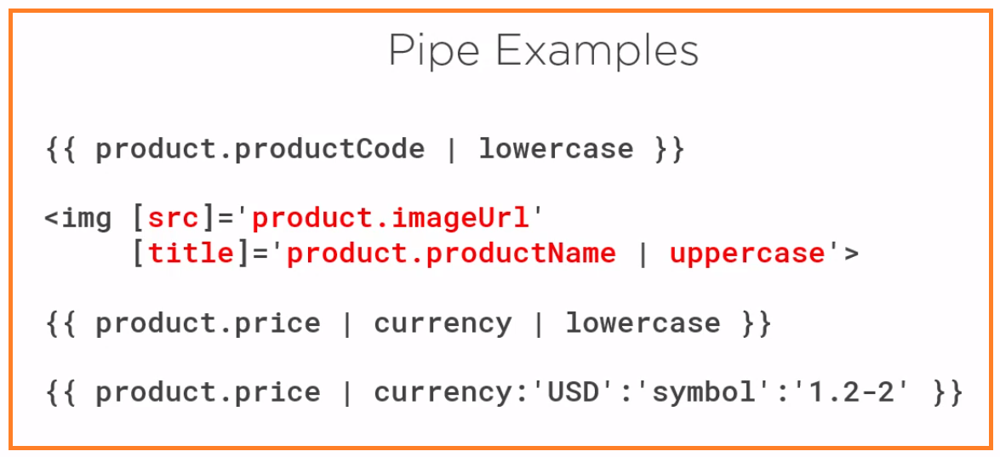 Pipe Examples
{{ product.productCode | lowercase }}
<img [src]='product.imageUrl'
[title]='product.productName | uppercase'>
{{ product.price | currency | lowercase }}
{{ product.price | currency:'USD':'symbol':'1.2-2' }}